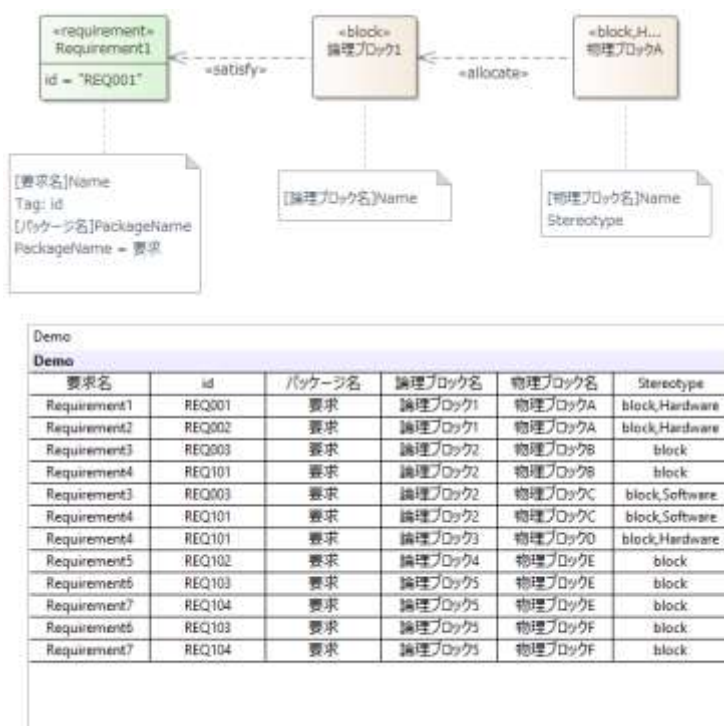 «requirement»
Requirement1
id = "REQ001"
«satisfy»
«block»
論理ブロック1
«allocate»
«block,H...
物理ブロックA
[要求名]Name
Tag: id
[パッケージ名]PackageName
PackageName = 要求
[論理ブロック名]Name
[物理ブロック名]Name
Stereotype
Demo
Demo
要求名 id パッケージ名 論理ブロック名 物理ブロック名 Stereotype
Requirement1 REQ001 要求 論理ブロック1 物理ブロックA block,Hardware
Requirement2 REQ002 要求 論理ブロック1 物理ブロックA block,Hardware
Requirement3 REQ003 要求 論理ブロック2 物理ブロックB block
Requirement4 REQ101 要求 論理ブロック2 物理ブロックB block
Requirement3 REQ003 要求 論理ブロック2 物理ブロックC block,Software
Requirement4 REQ101 要求 論理ブロック2 物理ブロックC block,Software
Requirement4 REQ101 要求 論理ブロック3 物理ブロックD block,Hardware
Requirement5 REQ102 要求 論理ブロック4 物理ブロックE block
Requirement6 REQ103 要求 論理ブロック5 物理ブロックE block
Requirement7 REQ104 要求 論理ブロック5 物理ブロックE block
Requirement6 REQ103 要求 論理ブロック5 物理ブロックF block
Requirement7 REQ104 要求 論理ブロック5 物理ブロックF block